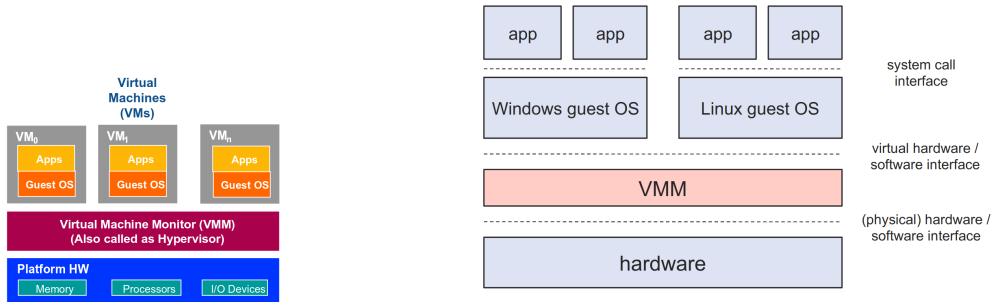 Virtual
Machines
(VMs)
VM0
VM1
VMn
Apps
Apps
Apps
Guest OS
Guest OS
Guest OS
Virtual Machine Monitor (VMM)
(Also called as Hypervisor)
Platform HW
Memory
Processors
I/O Devices
app
app
app
app
system call
interface
Windows guest OS
Linux guest OS
virtual hardware /
software interface
VMM
(physical) hardware /
software interface
hardware